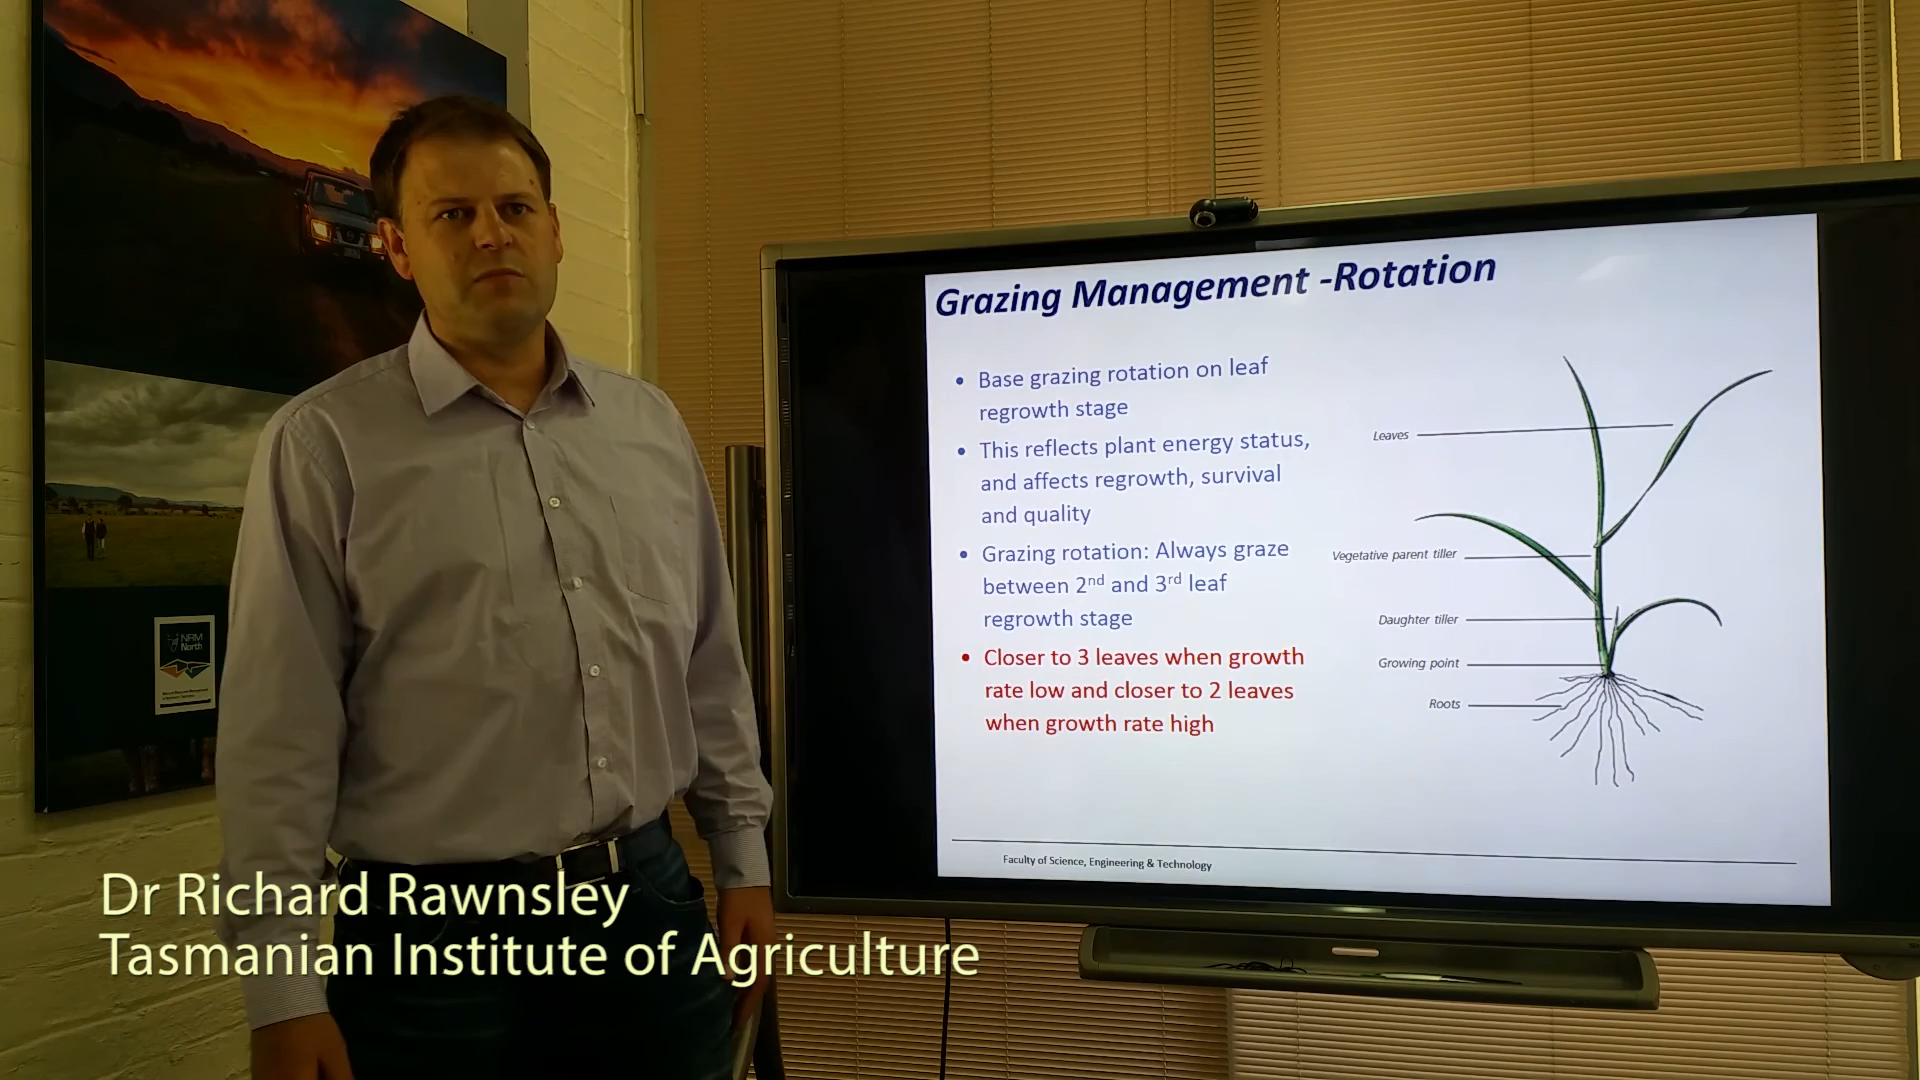 NRM
North
Grazing Management -Rotation
• Base grazing rotation on leaf
regrowth stage
• This reflects plant energy status,
and affects regrowth, survival
and quality
• Grazing rotation: Always graze
between 2nd and 3rd leaf
regrowth stage
• Closer to 3 leaves when growth
rate low and closer to 2 leaves
when growth rate high
Leaves
Vegetative parent tiller
Daughter tiller
Growing point
Roots
Faculty of Science, Engineering & Technology
Dr Richard Rawnsley
Tasmanian Institute of Agriculture